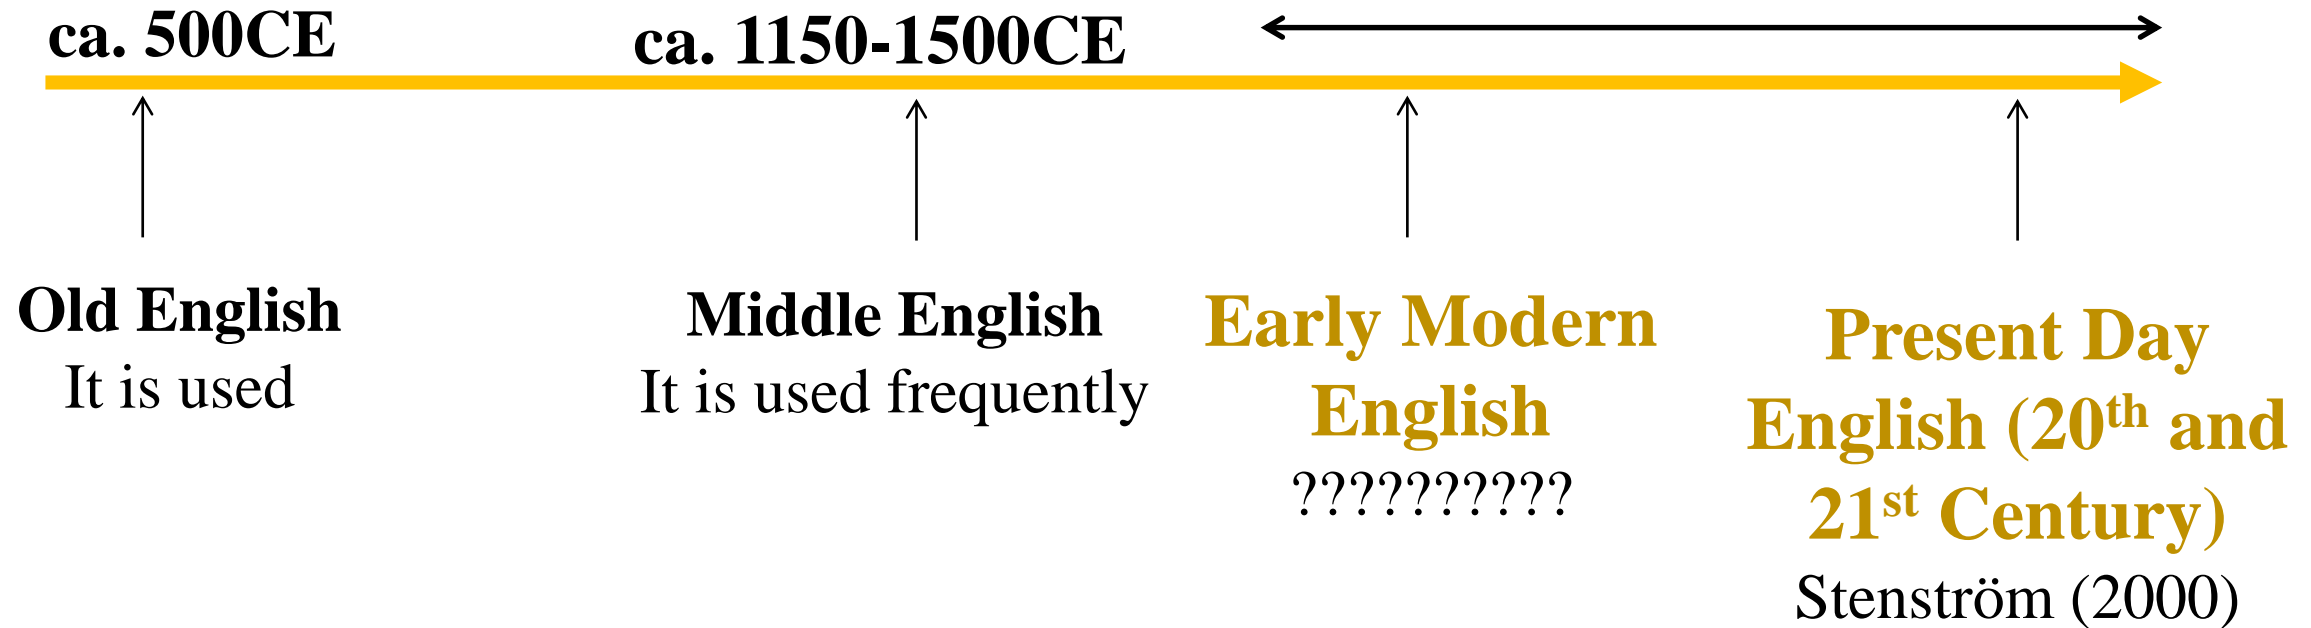 ca. 500CE
ca. 1150-1500CE
Old English
It is used
Middle English
It is used frequently
Early Modern
English
??????????
Present Day
English (20th and
21st Century)
Stenström (2000)